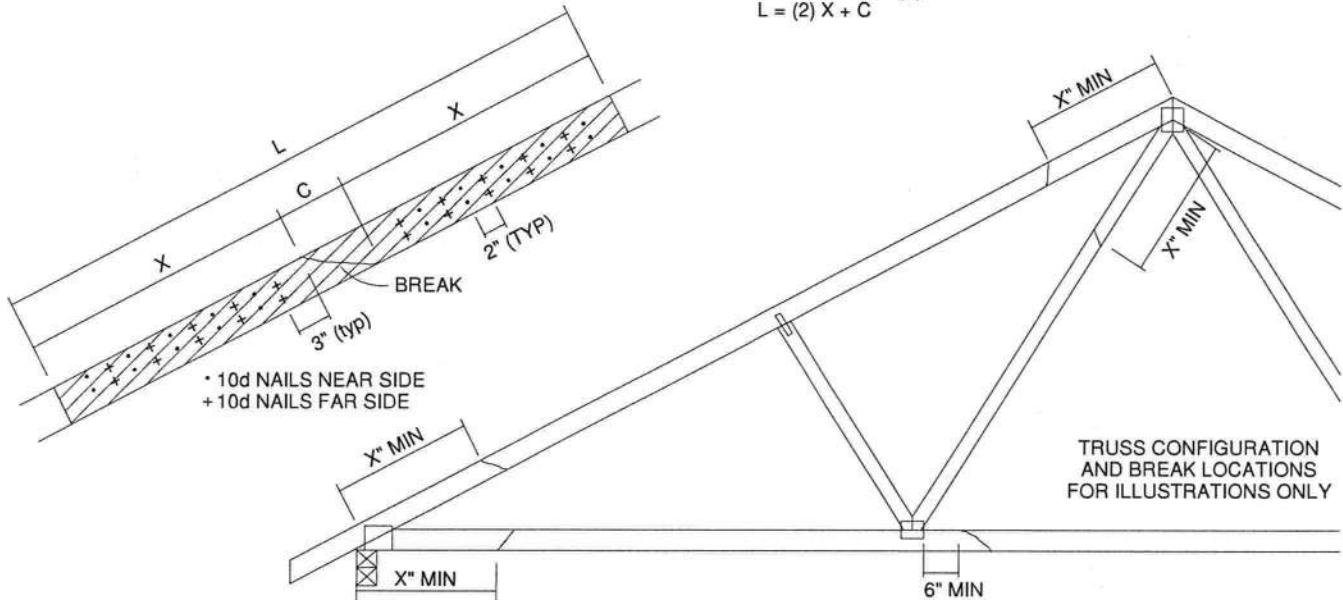 L = (2) X + C
X" MIN
X
L
C
X
X" MIN
2" (TYP)
BREAK
3" (typ)
• 10d NAILS NEAR SIDE
+ 10d NAILS FAR SIDE
X" MIN
TRUSS CONFIGURATION
AND BREAK LOCATIONS
FOR ILLUSTRATIONS ONLY
X" MIN
6" MIN